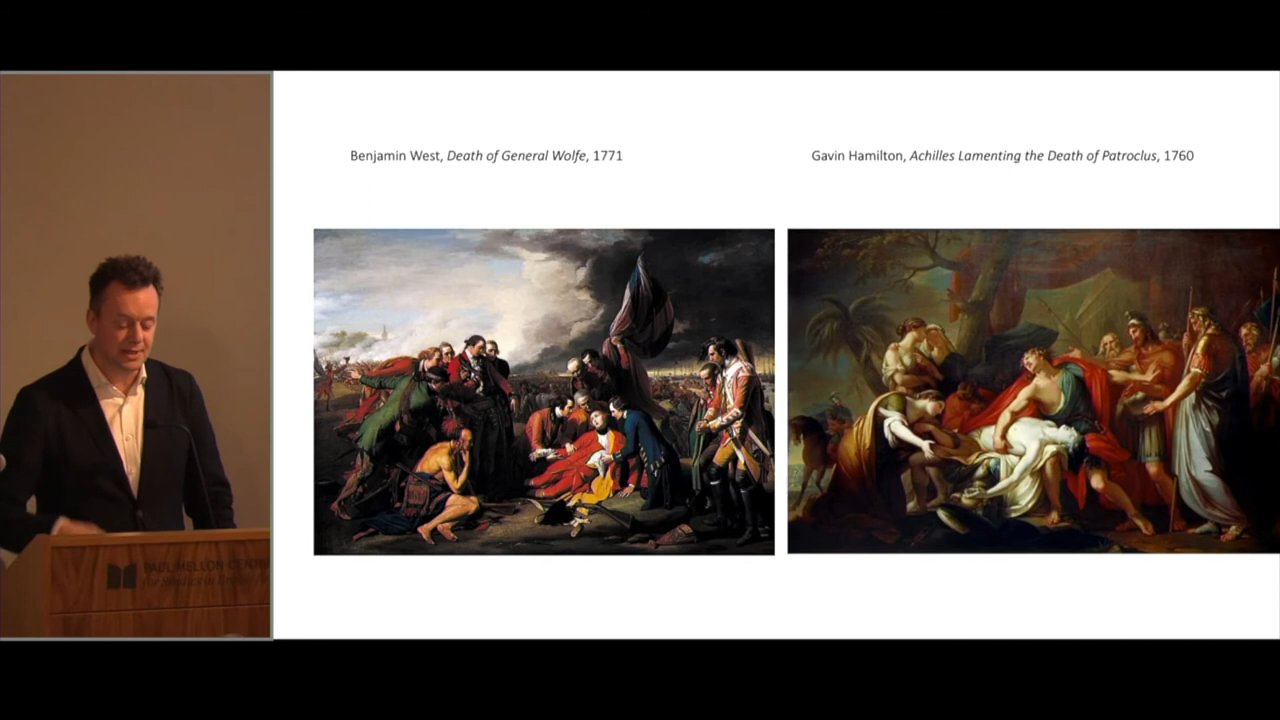 Benjamin West, Death of General Wolfe, 1771
Gavin Hamilton, Achilles Lamenting the Death of Patroclus, 1760
PAUL MELLON CENTRE